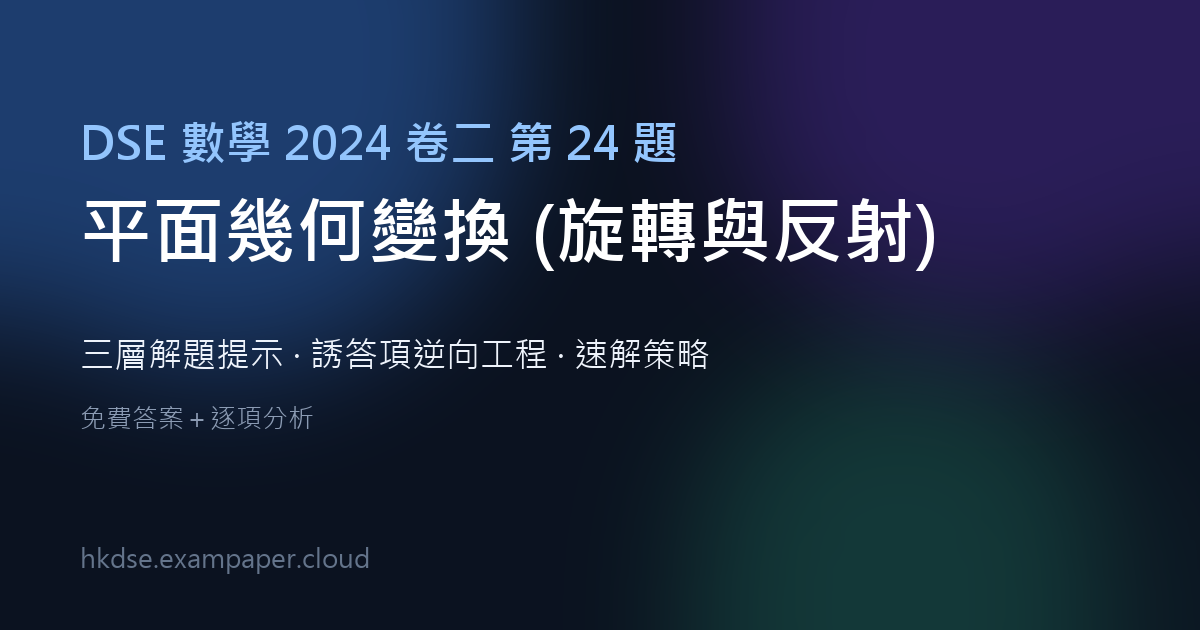 DSE 數學 2024 卷二 第 24 題
平面幾何變換 (旋轉與反射)
三層解題提示 · 誘答項逆向工程 · 速解策略
免費答案 + 逐項分析
hkdse.exampaper.cloud